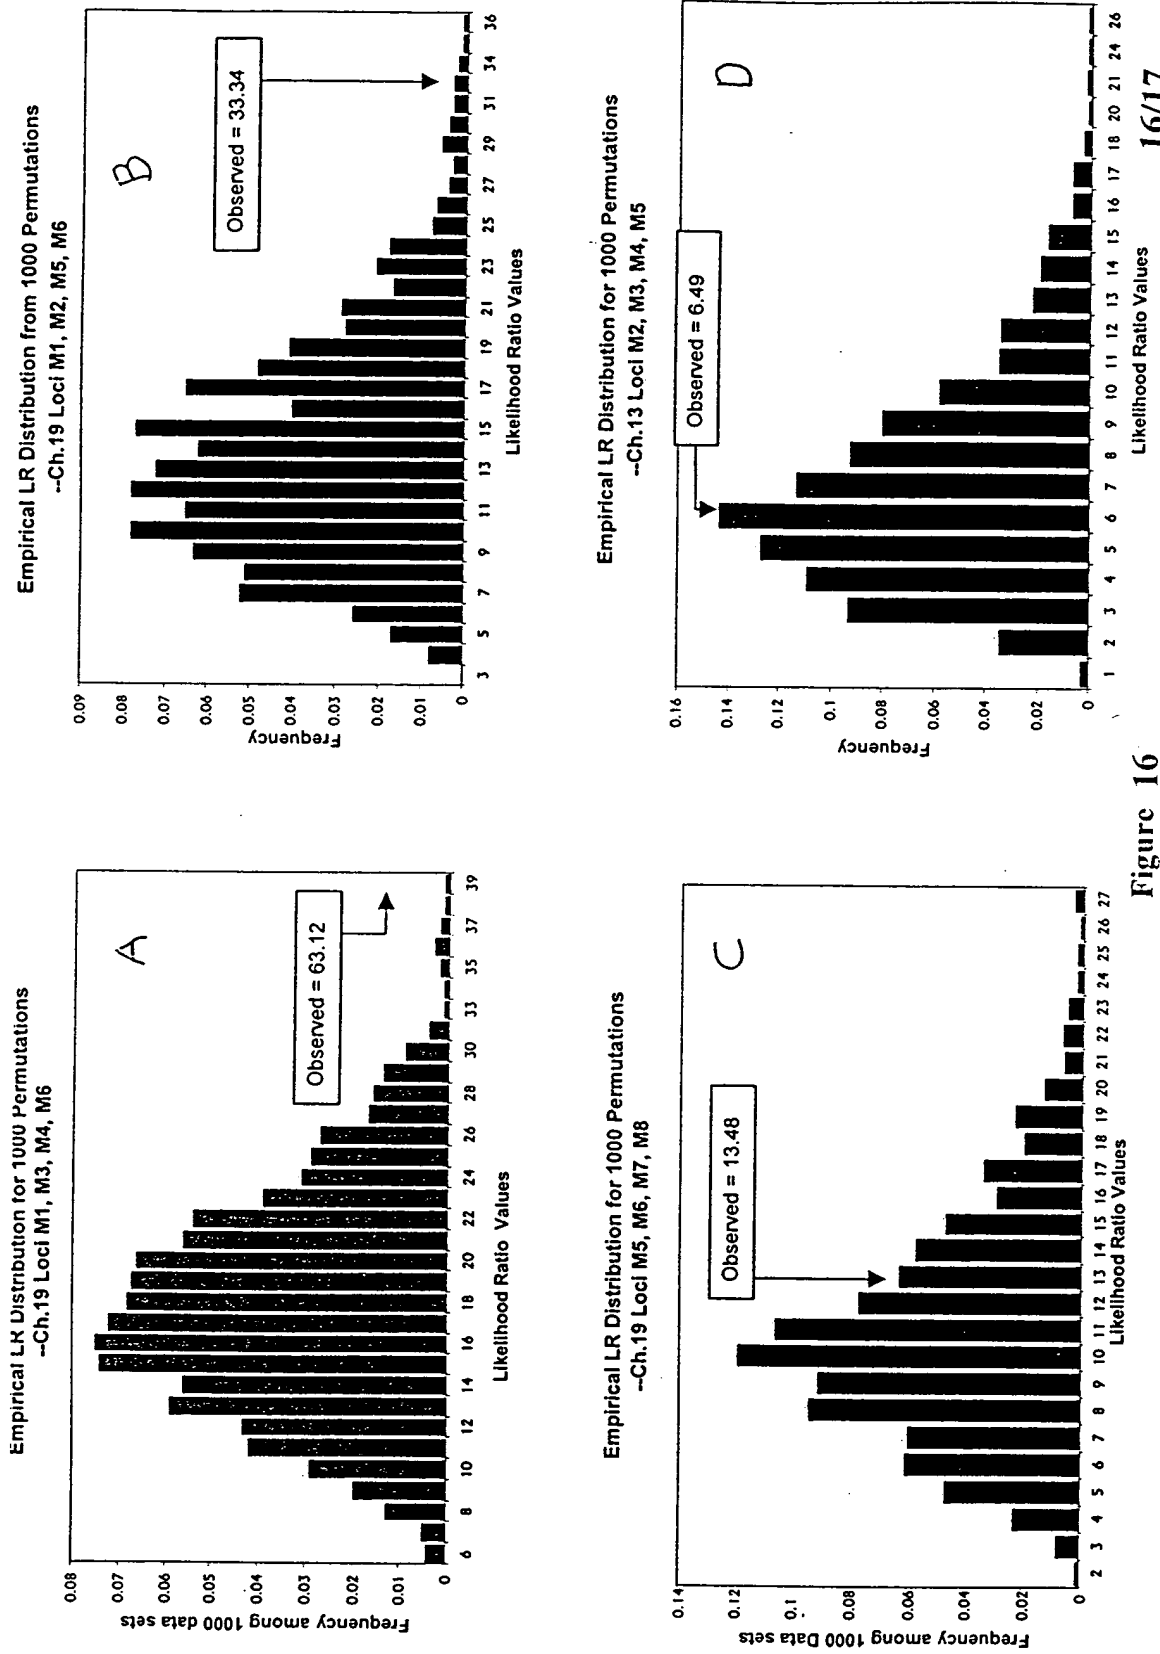 Empirical LR Distribution for 1000 Permutations
--Ch.19 Loci M1, M3, M4, M6
A
Observed = 63.12
Frequency among 1000 data sets
0.08
0.07
0.06
0.05
0.04
0.03
0.02
0.01
0
6 8 10 12 14 16 18 20 22 24 26 28 30 33 35 37 39
Likelihood Ratio Values
Empirical LR Distribution from 1000 Permutations
--Ch.19 Loci M1, M2, M5, M6
B
Observed = 33.34
Frequency
0.09
0.08
0.07
0.06
0.05
0.04
0.03
0.02
0.01
0
3 5 7 9 11 13 15 17 19 21 23 25 27 29 31 34 36
Likelihood Ratio Values
Empirical LR Distribution for 1000 Permutations
--Ch.19 Loci M5, M6, M7, M8
C
Observed = 13.48
Frequency among 1000 Data sets
0.14
0.12
0.1
0.08
0.06
0.04
0.02
0
2 3 4 5 6 7 8 9 10 11 12 13 14 15 16 17 18 19 20 21 22 23 24 25 26 27
Likelihood Ratio Values
Empirical LR Distribution for 1000 Permutations
--Ch.13 Loci M2, M3, M4, M5
D
Observed = 6.49
Frequency
0.16
0.14
0.12
0.1
0.08
0.06
0.04
0.02
0
1 2 3 4 5 6 7 8 9 10 11 12 13 14 15 16 17 18 20 21 24 26
Likelihood Ratio Values
Figure 16
16/17